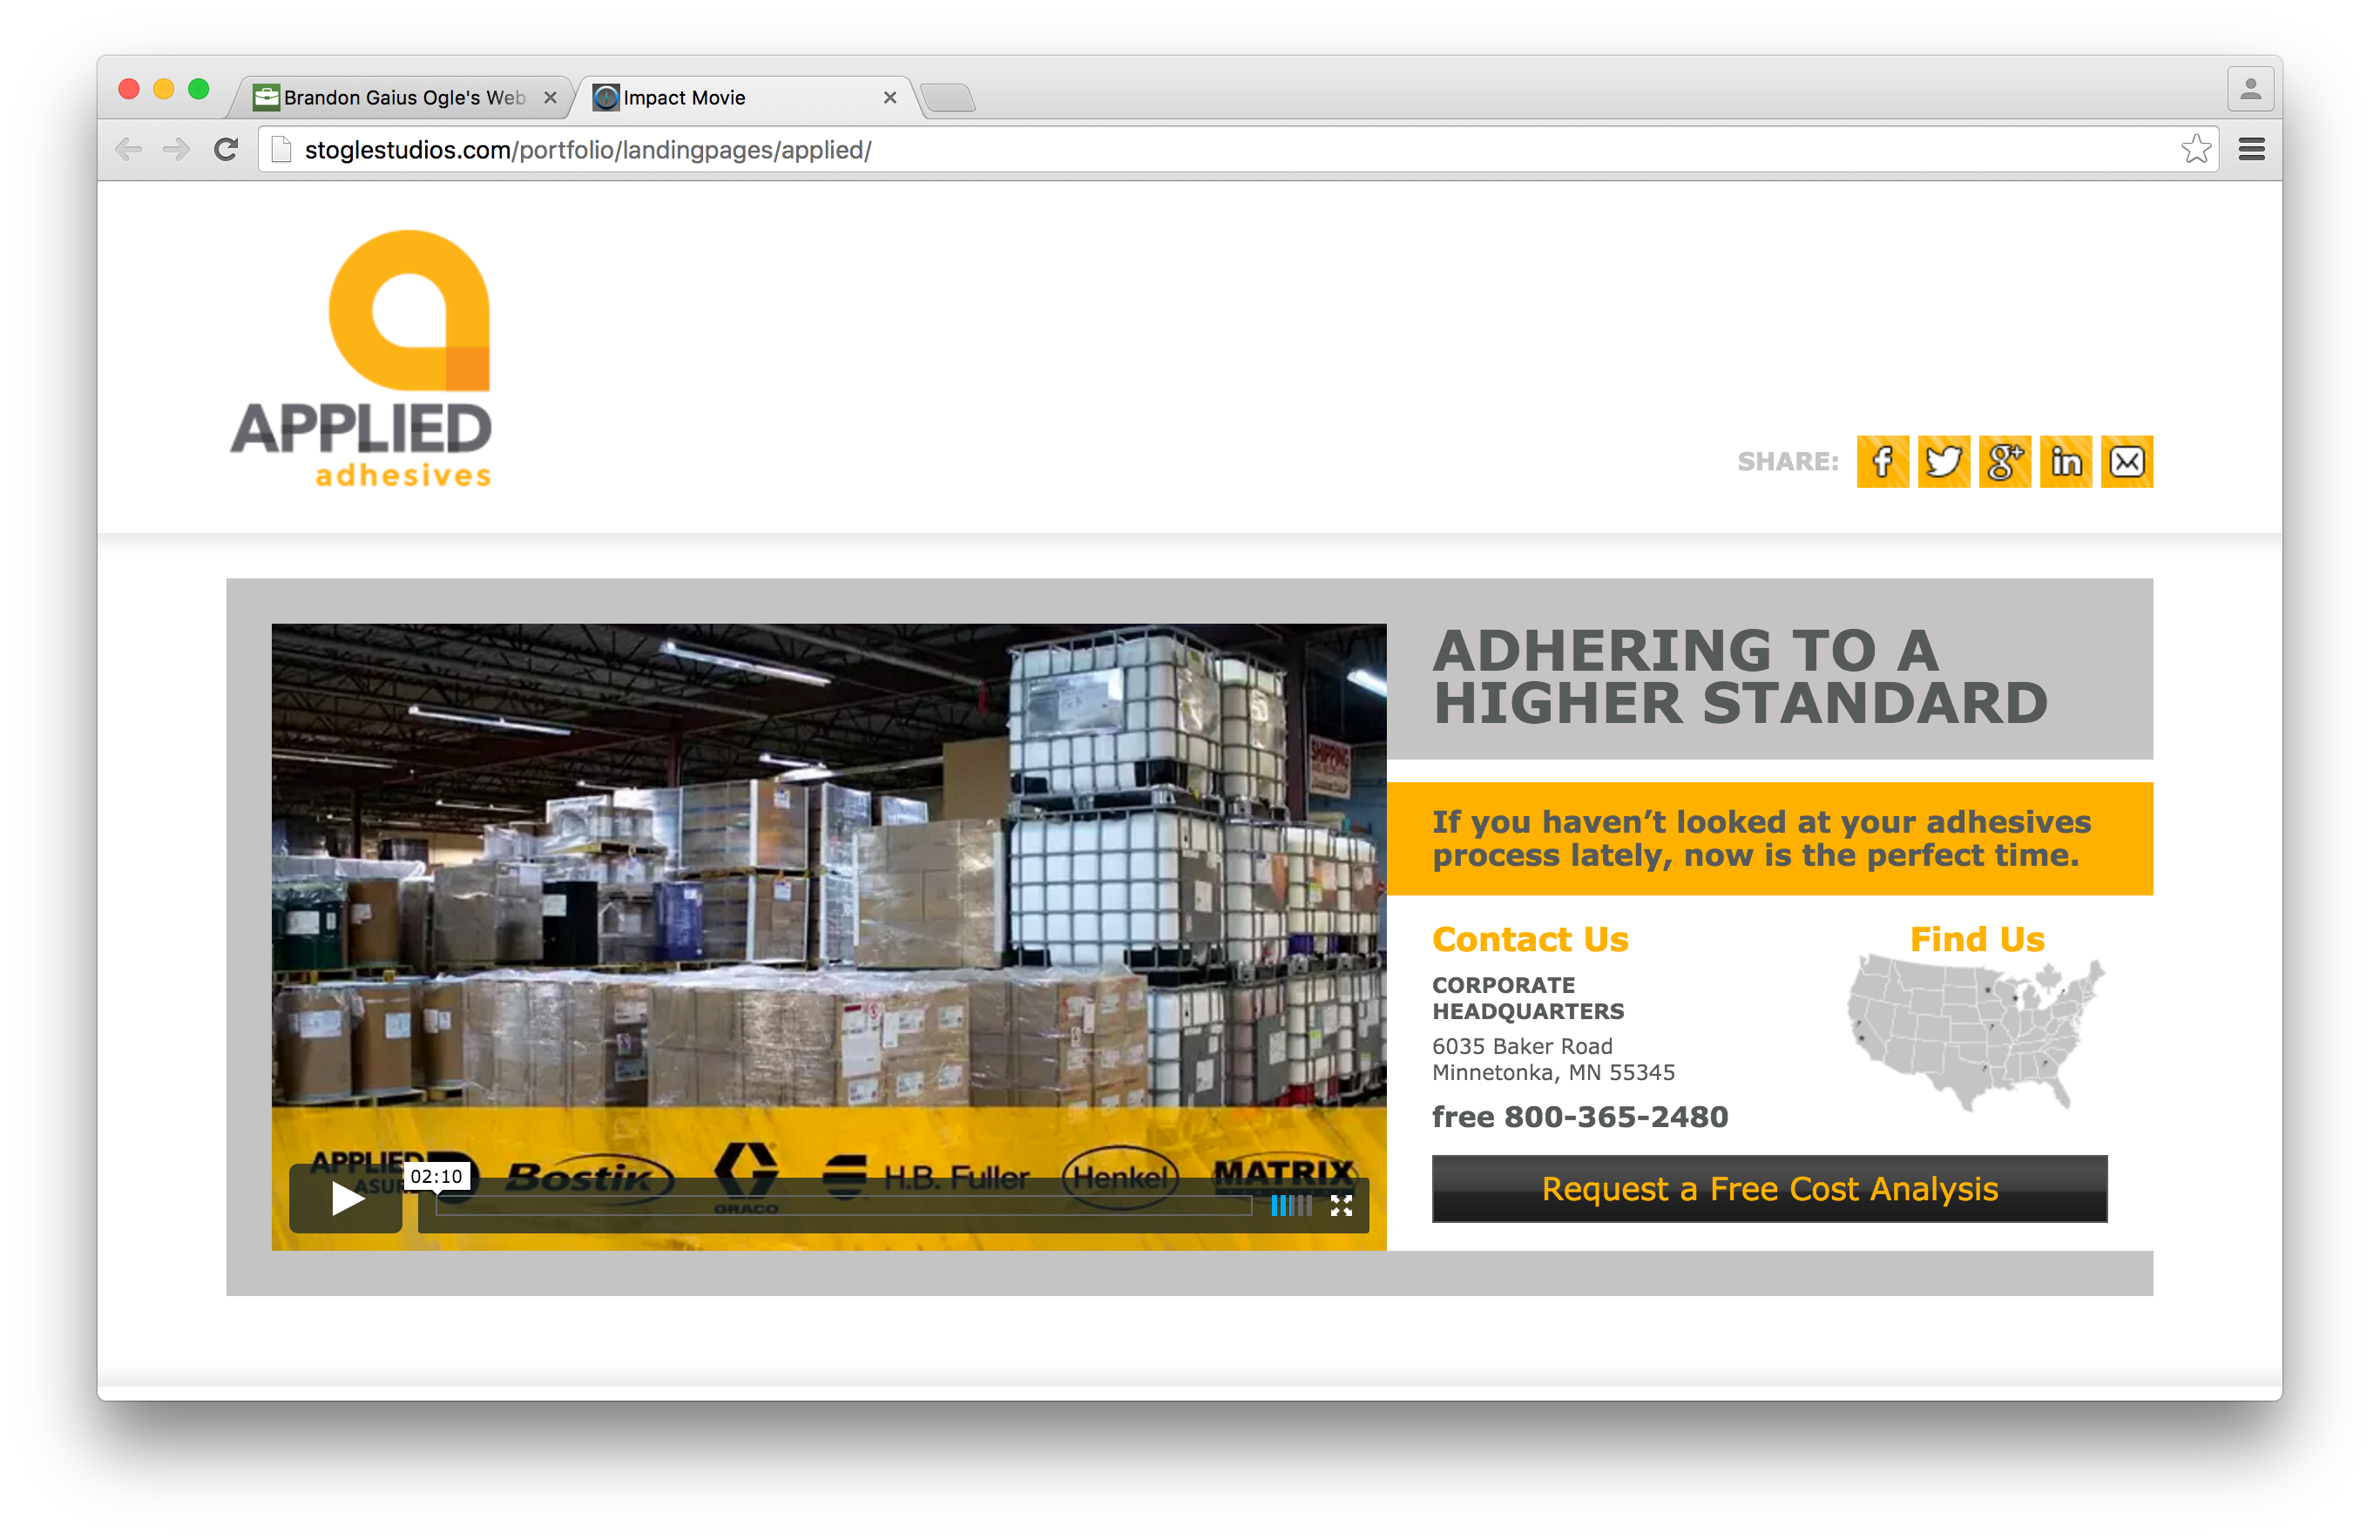 Brandon Gaius Ogle's Web
Impact Movie
stoglestudios.com/portfolio/landingpages/applied/
APPLIED
adhesives
SHARE:
ADHERING TO A
HIGHER STANDARD
SHIPPING
If you haven’t looked at your adhesives
process lately, now is the perfect time.
Contact Us
Find Us
CORPORATE
HEADQUARTERS
6035 Baker Road
Minnetonka, MN 55345
free 800-365-2480
Request a Free Cost Analysis
APPLIED
Bostik
GRACO
H.B. Fuller
Henkel
MATRIX
02:10